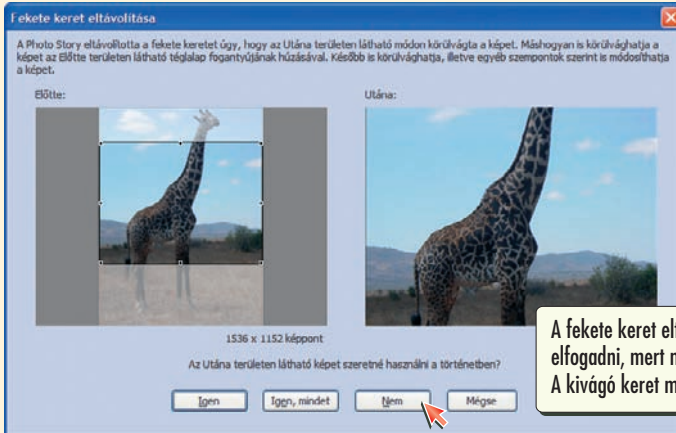 Fekete keret eltávolítása
A Photo Story eltávolította a fekete keretet úgy, hogy az Utána területen látható módon körülvágta a képet. Máshogyan is körülvághatja a
képet az Előtte területen látható téglalap fogantyújának húzásával. Később is körülvághatja, illetve egyéb szempontok szerint is módosíthatja
a képet.
Előtte:
Utána:
1536 x 1152 képpont
A fekete keret el
elfogadni, mert
A kivágó keret
Az Utána területen látható képet szeretné használni a történetben?
Igen
Igen, mindet
Nem
Mégse